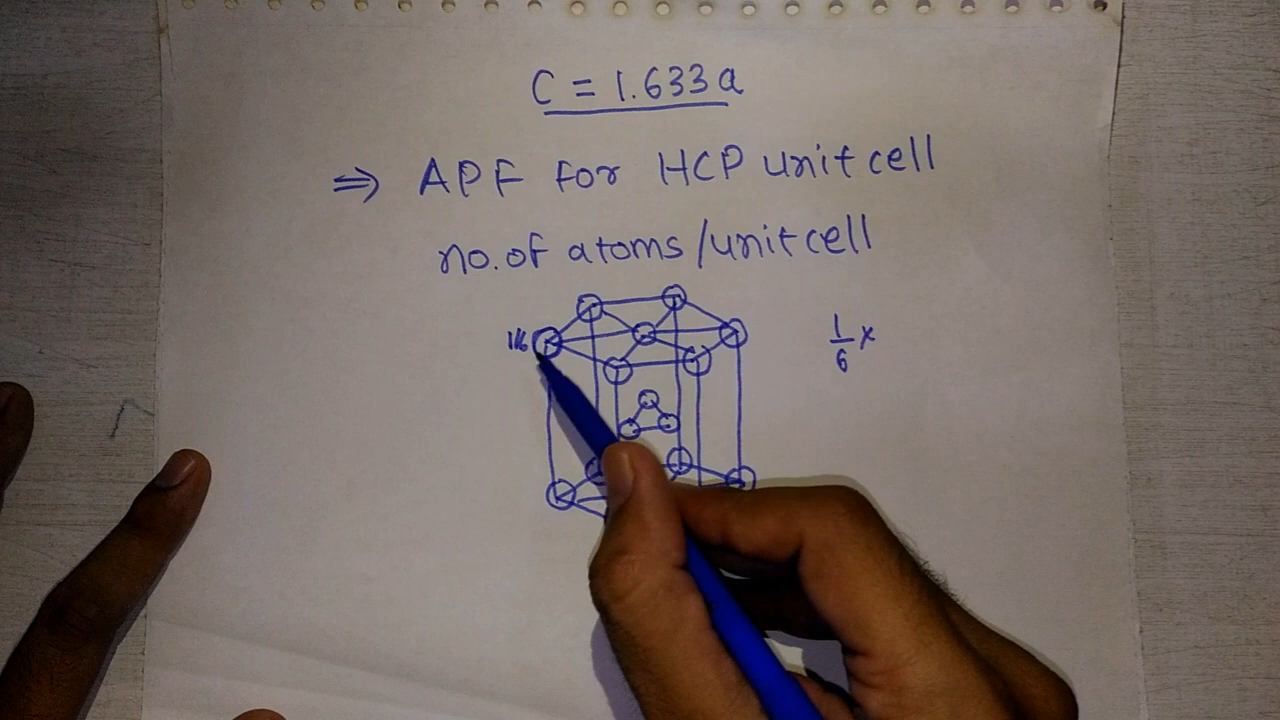 C = 1.633a
⇒ APF for HCP unit cell
no. of atoms/unit cell
1/6
1/6 x